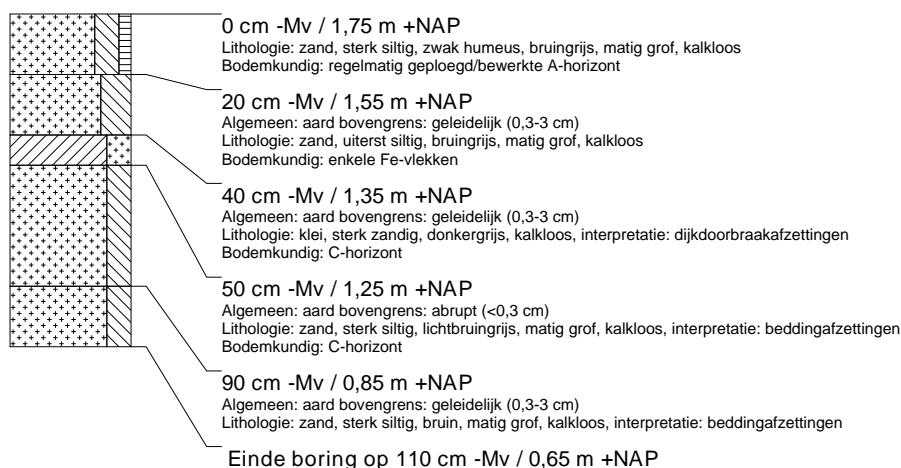 0 cm -Mv / 1,75 m +NAP
Lithologie: zand, sterk siltig, zwak humeus, bruingrijs, matig grof, kalkloos
Bodemkundig: regelmatig geploegd/bewerkte A-horizont
20 cm -Mv / 1,55 m +NAP
Algemeen: aard bovengrens: geleidelijk (0,3-3 cm)
Lithologie: zand, uiterst siltig, bruingrijs, matig grof, kalkloos
Bodemkundig: enkele Fe-vlekken
40 cm -Mv / 1,35 m +NAP
Algemeen: aard bovengrens: geleidelijk (0,3-3 cm)
Lithologie: klei, sterk zandig, donkergrijs, kalkloos, interpretatie: dijkdoorbraakafzettingen
Bodemkundig: C-horizont
50 cm -Mv / 1,25 m +NAP
Algemeen: aard bovengrens: abrupt (<0,3 cm)
Lithologie: zand, sterk siltig, lichtbruingrijs, matig grof, kalkloos, interpretatie: beddingafzettingen
Bodemkundig: C-horizont
90 cm -Mv / 0,85 m +NAP
Algemeen: aard bovengrens: geleidelijk (0,3-3 cm)
Lithologie: zand, sterk siltig, bruin, matig grof, kalkloos, interpretatie: beddingafzettingen
Einde boring op 110 cm -Mv / 0,65 m +NAP